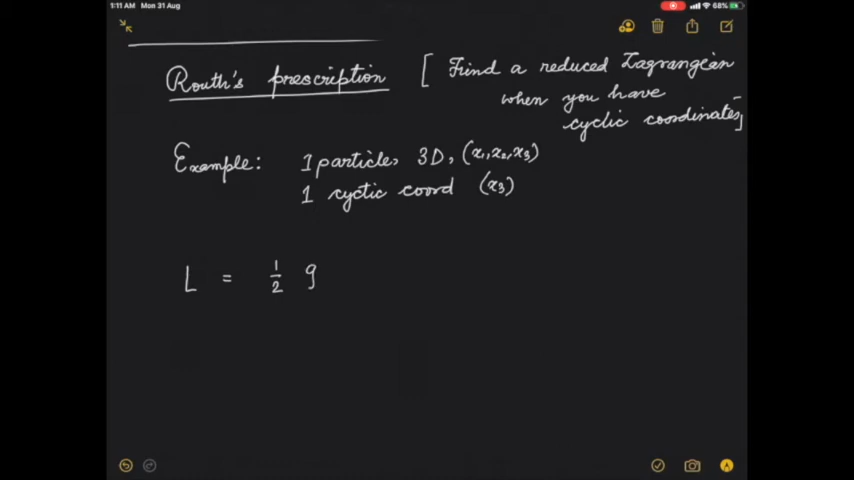 1:11 AM Mon 31 Aug
68%
Routh's prescription [ Find a reduced Lagrangean
when you have
cyclic coordinates]
Example: 1 particle, 3D, (x1, x2, x3)
1 cyclic coord (x3)
L = 1/2 g